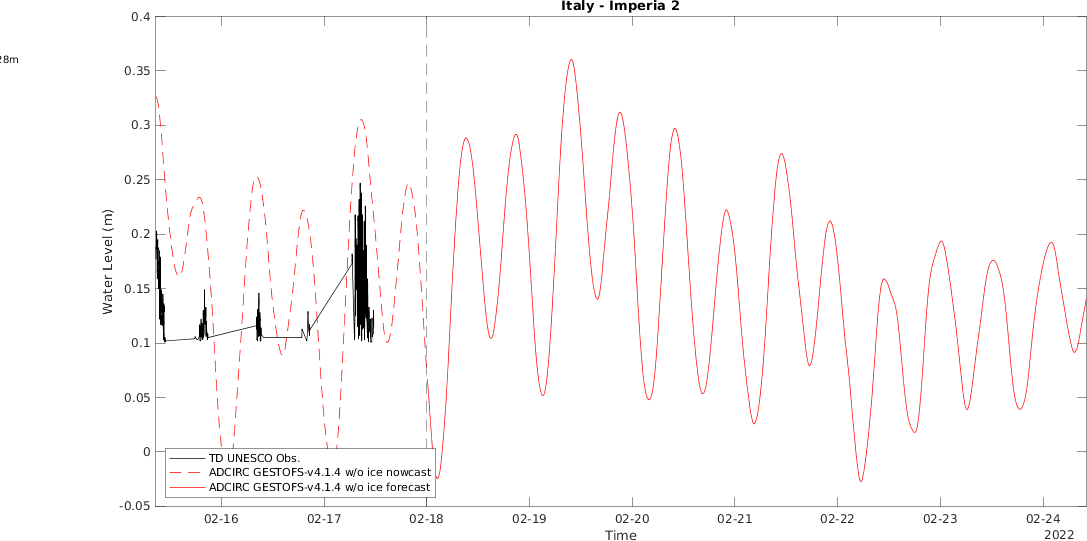 Italy - Imperia 2
28m
0.4
0.35
0.3
0.25
0.2
0.15
0.1
0.05
0
-0.05
Water Level (m)
TD UNESCO Obs.
ADCIRC GESTOFS-v4.1.4 w/o ice nowcast
ADCIRC GESTOFS-v4.1.4 w/o ice forecast
02-16 02-17 02-18 02-19 02-20 02-21 02-22 02-23 02-24
Time
2022